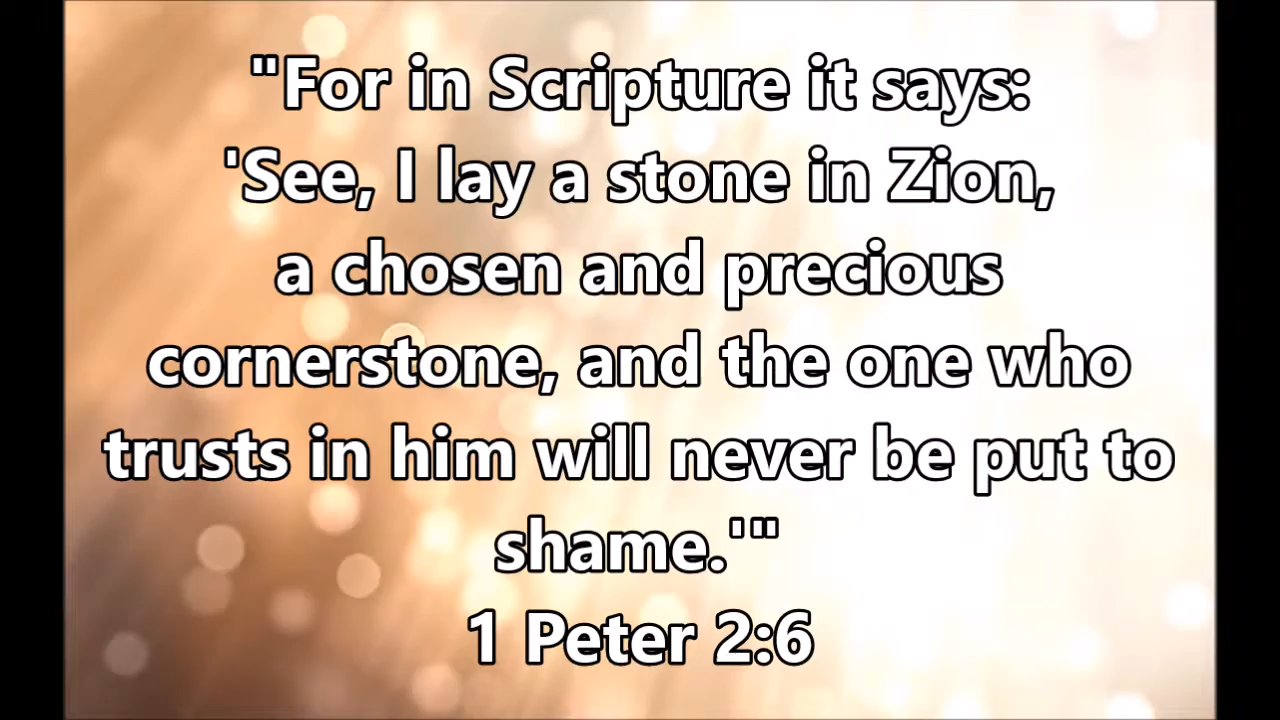 "For in Scripture it says:
'See, I lay a stone in Zion,
a chosen and precious
cornerstone, and the one who
trusts in him will never be put to
shame.'"
1 Peter 2:6